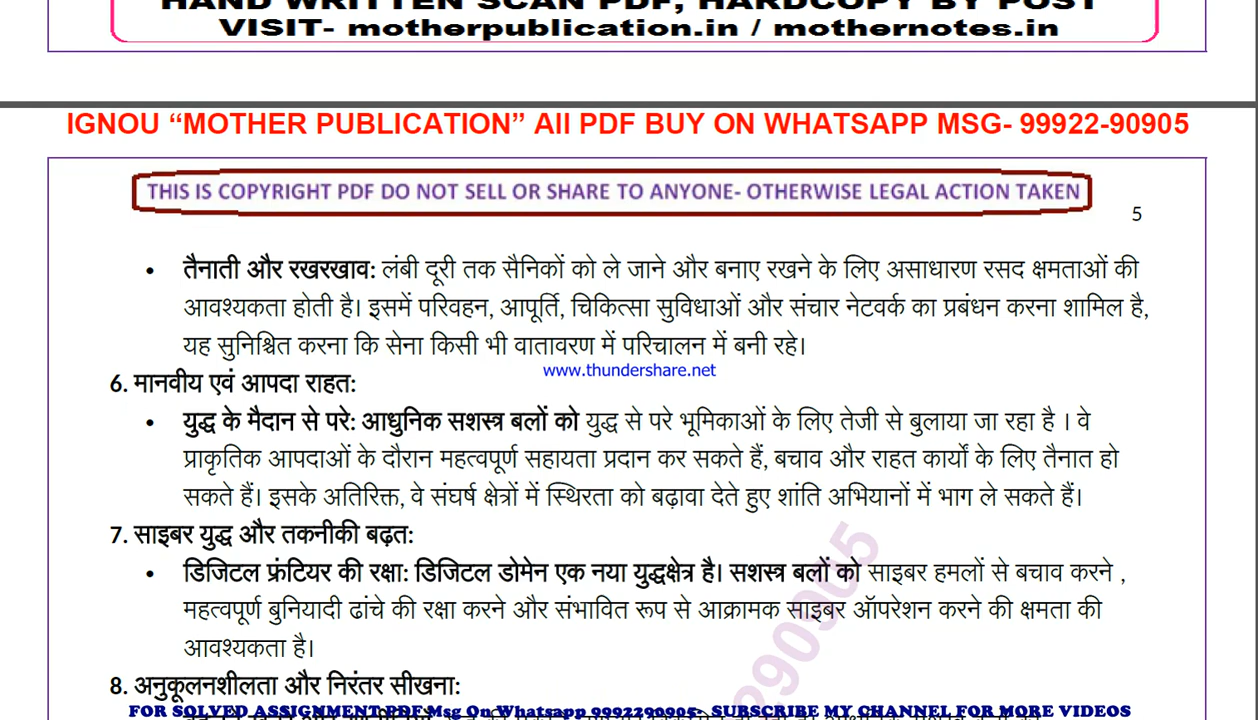 HAND WRITTEN SCAN PDF, HARDCOPY BY POST
VISIT- motherpublication.in / mothernotes.in
IGNOU “MOTHER PUBLICATION” All PDF BUY ON WHATSAPP MSG- 99922-90905
THIS IS COPYRIGHT PDF DO NOT SELL OR SHARE TO ANYONE- OTHERWISE LEGAL ACTION TAKEN
5
• तैनाती और रखरखाव: लंबी दूरी तक सैनिकों को ले जाने और बनाए रखने के लिए असाधारण रसद क्षमताओं की
आवश्यकता होती है। इसमें परिवहन, आपूर्ति, चिकित्सा सुविधाओं और संचार नेटवर्क का प्रबंधन करना शामिल है,
यह सुनिश्चित करना कि सेना किसी भी वातावरण में परिचालन में बनी रहे।
www.thundershare.net
6. मानवीय एवं आपदा राहत:
• युद्ध के मैदान से परे: आधुनिक सशस्त्र बलों को युद्ध से परे भूमिकाओं के लिए तेजी से बुलाया जा रहा है । वे
प्राकृतिक आपदाओं के दौरान महत्वपूर्ण सहायता प्रदान कर सकते हैं, बचाव और राहत कार्यों के लिए तैनात हो
सकते हैं। इसके अतिरिक्त, वे संघर्ष क्षेत्रों में स्थिरता को बढ़ावा देते हुए शांति अभियानों में भाग ले सकते हैं।
7. साइबर युद्ध और तकनीकी बढ़त:
• डिजिटल फ्रंटियर की रक्षा: डिजिटल डोमेन एक नया युद्धक्षेत्र है। सशस्त्र बलों को साइबर हमलों से बचाव करने ,
महत्वपूर्ण बुनियादी ढांचे की रक्षा करने और संभावित रूप से आक्रामक साइबर ऑपरेशन करने की क्षमता की
आवश्यकता है।
290905
8. अनुकूलनशीलता और निरंतर सीखना:
FOR SOLVED ASSIGNMENT PDF Msg On Whatsapp 9992290905- SUBSCRIBE MY CHANNEL FOR MORE VIDEOS